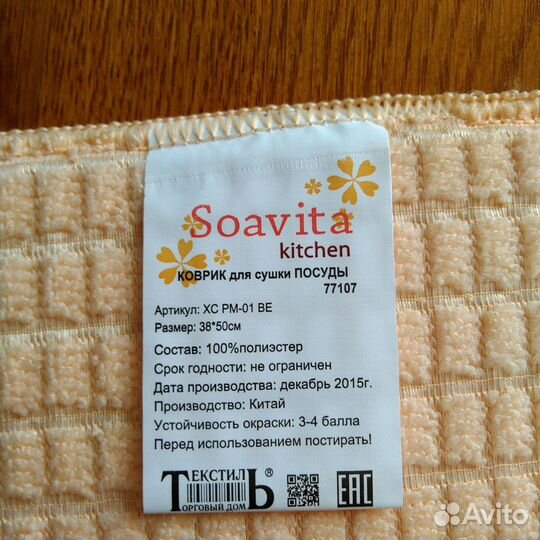 Soavita
kitchen
КОВРИК для сушки ПОСУДЫ
77107
Артикул: XC PM-01 BE
Размер: 38*50см
Состав: 100%полиэстер
Срок годности: не ограничен
Дата производства: декабрь 2015г.
Производство: Китай
Устойчивость окраски: 3-4 балла
Перед использованием постирать!
ТЕКСТИЛЬ
ТОРГОВЫЙ ДОМ
EAC
Avito